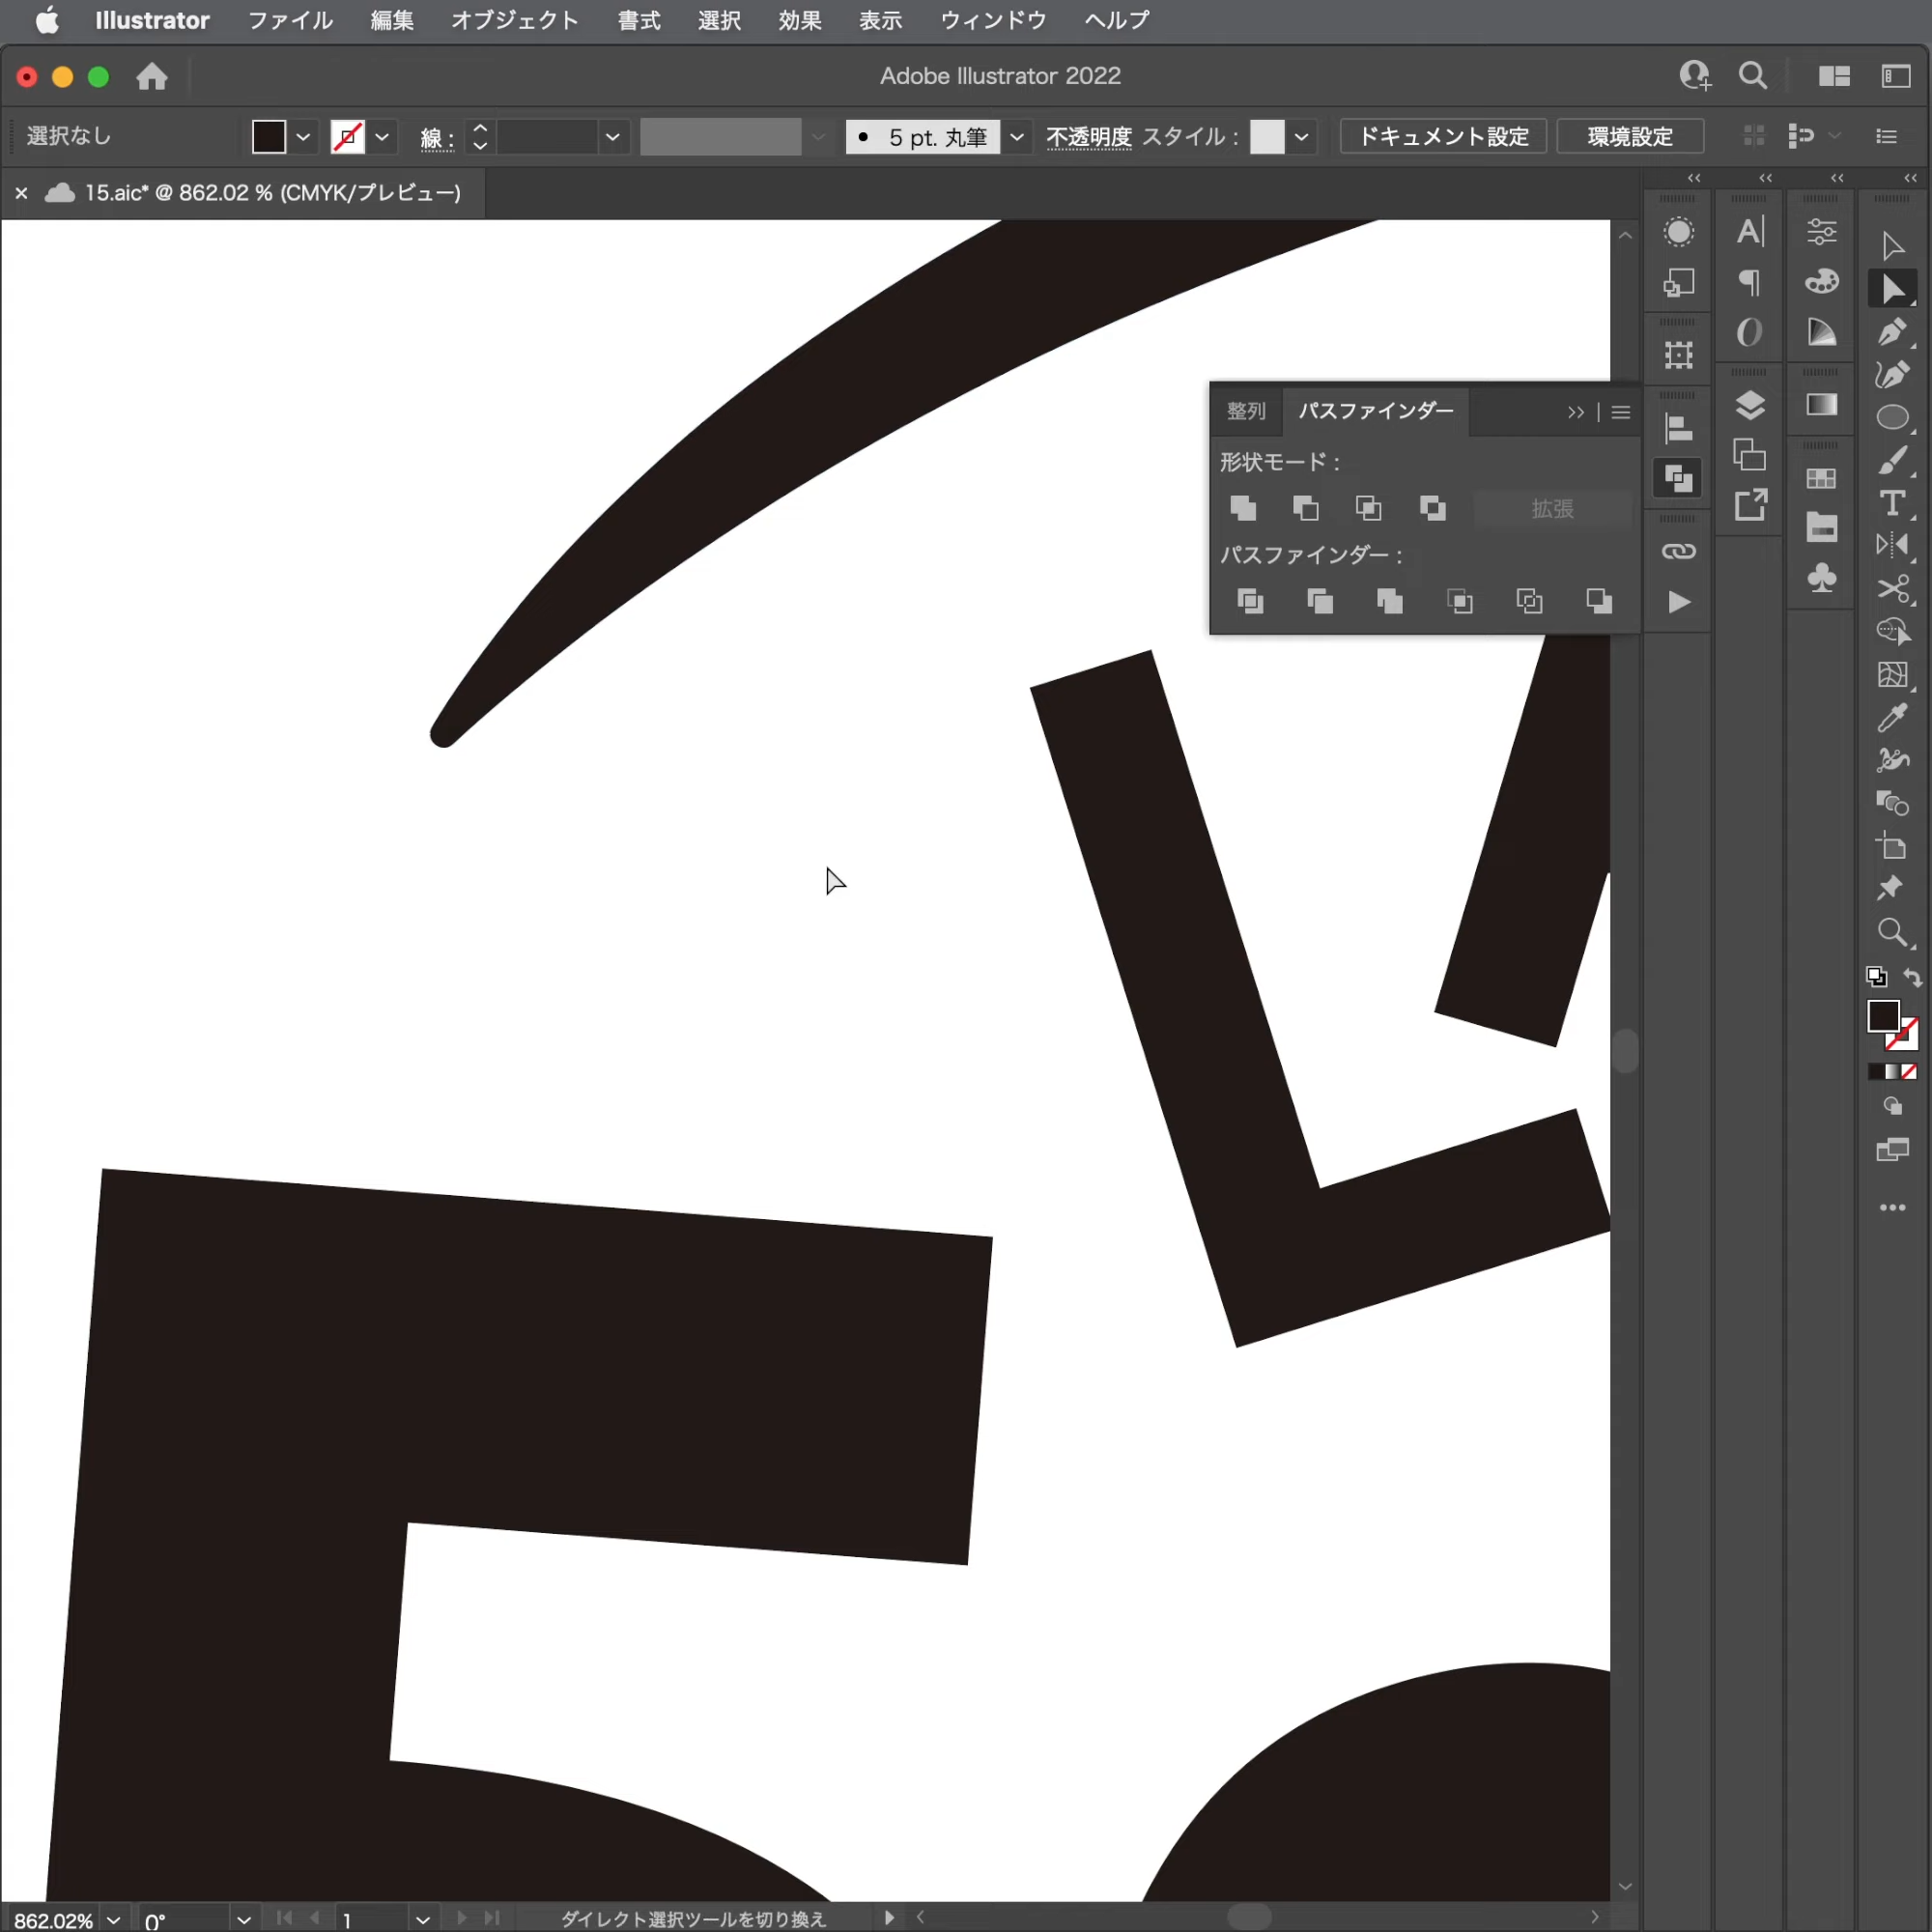 Illustrator ファイル 編集 オブジェクト 書式 選択 効果 表示 ウィンドウ ヘルプ
Adobe Illustrator 2022
選択なし 線: 5 pt. 丸筆 不透明度 スタイル: ドキュメント設定 環境設定
15.aic* @ 862.02 % (CMYK/プレビュー)
整列 パスファインダー
形状モード:
拡張
パスファインダー:
862.02% 0° 1 ダイレクト選択ツールを切り換え